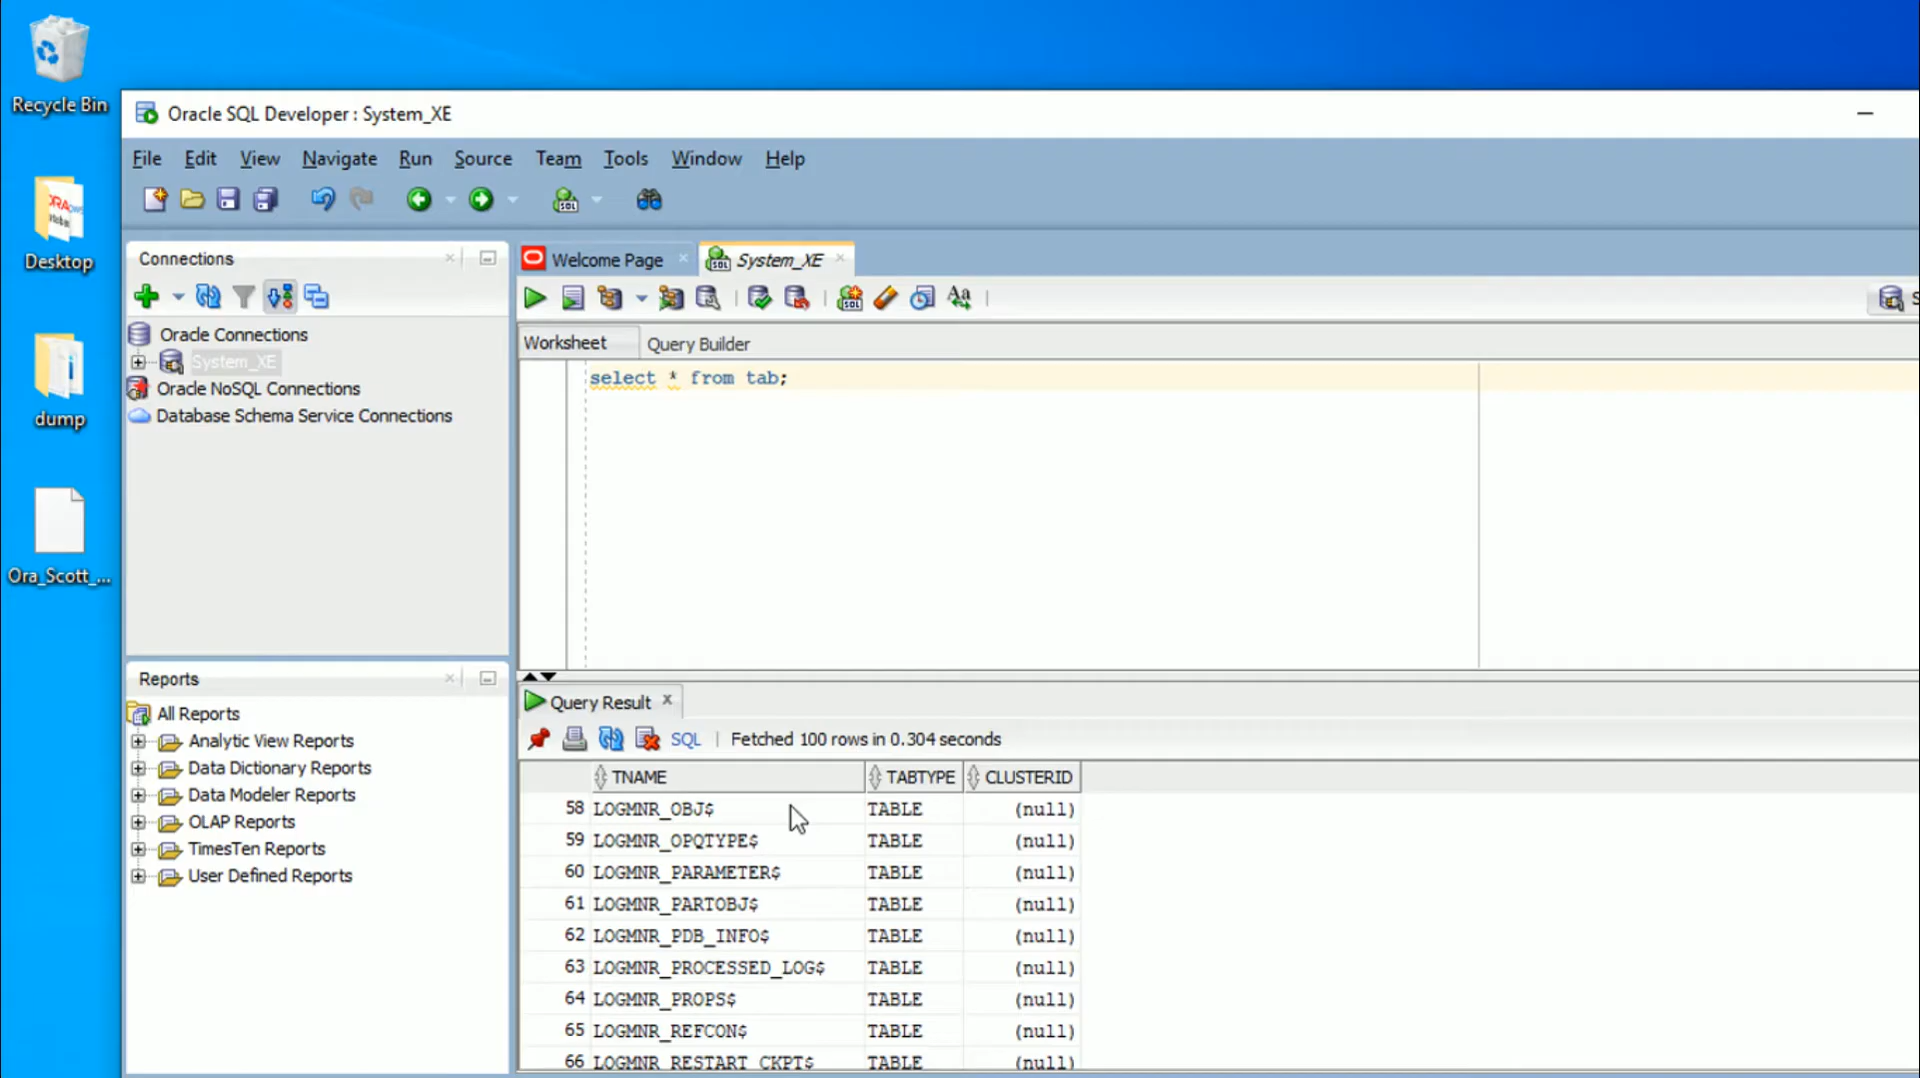 Recycle Bin
Desktop
dump
Ora_Scott_...
Oracle SQL Developer : System_XE
File Edit View Navigate Run Source Team Tools Window Help
Connections
Oracle Connections
System_XE
Oracle NoSQL Connections
Database Schema Service Connections
Reports
All Reports
Analytic View Reports
Data Dictionary Reports
Data Modeler Reports
OLAP Reports
TimesTen Reports
User Defined Reports
Welcome Page System_XE
Worksheet Query Builder
select * from tab;
Query Result
SQL | Fetched 100 rows in 0.304 seconds
TNAME TABTYPE CLUSTERID
58 LOGMNR_OBJ$ TABLE (null)
59 LOGMNR_OPQTYPE$ TABLE (null)
60 LOGMNR_PARAMETER$ TABLE (null)
61 LOGMNR_PARTOBJ$ TABLE (null)
62 LOGMNR_PDB_INFO$ TABLE (null)
63 LOGMNR_PROCESSED_LOG$ TABLE (null)
64 LOGMNR_PROPS$ TABLE (null)
65 LOGMNR_REFCON$ TABLE (null)
66 LOGMNR_RESTART_CKPT$ TABLE (null)